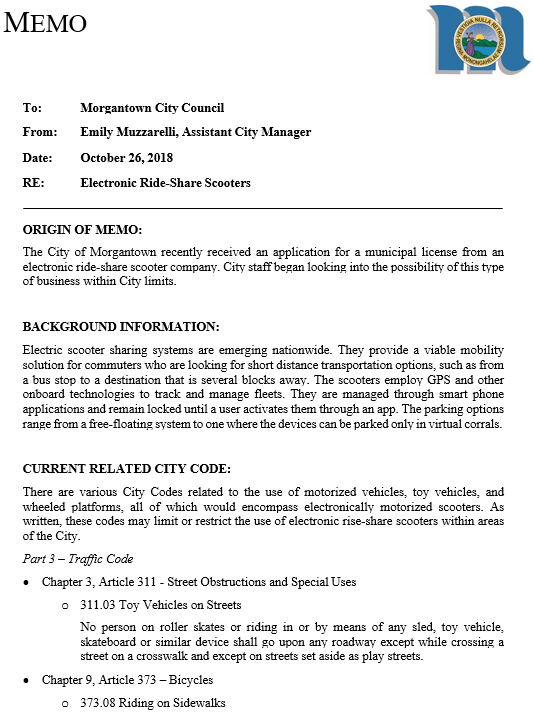 MEMO
To: Morgantown City Council
From: Emily Muzzarelli, Assistant City Manager
Date: October 26, 2018
RE: Electronic Ride-Share Scooters
ORIGIN OF MEMO:
The City of Morgantown recently received an application for a municipal license from an
electronic ride-share scooter company. City staff began looking into the possibility of this type
of business within City limits.
BACKGROUND INFORMATION:
Electric scooter sharing systems are emerging nationwide. They provide a viable mobility
solution for commuters who are looking for short distance transportation options, such as from
a bus stop to a destination that is several blocks away. The scooters employ GPS and other
onboard technologies to track and manage fleets. They are managed through smart phone
applications and remain locked until a user activates them through an app. The parking options
range from a free-floating system to one where the devices can be parked only in virtual corrals.
CURRENT RELATED CITY CODE:
There are various City Codes related to the use of motorized vehicles, toy vehicles, and
wheeled platforms, all of which would encompass electronically motorized scooters. As
written, these codes may limit or restrict the use of electronic rise-share scooters within areas
of the City.
Part 3 – Traffic Code
• Chapter 3, Article 311 - Street Obstructions and Special Uses
o 311.03 Toy Vehicles on Streets
No person on roller skates or riding in or by means of any sled, toy vehicle,
skateboard or similar device shall go upon any roadway except while crossing a
street on a crosswalk and except on streets set aside as play streets.
• Chapter 9, Article 373 – Bicycles
o 373.08 Riding on Sidewalks